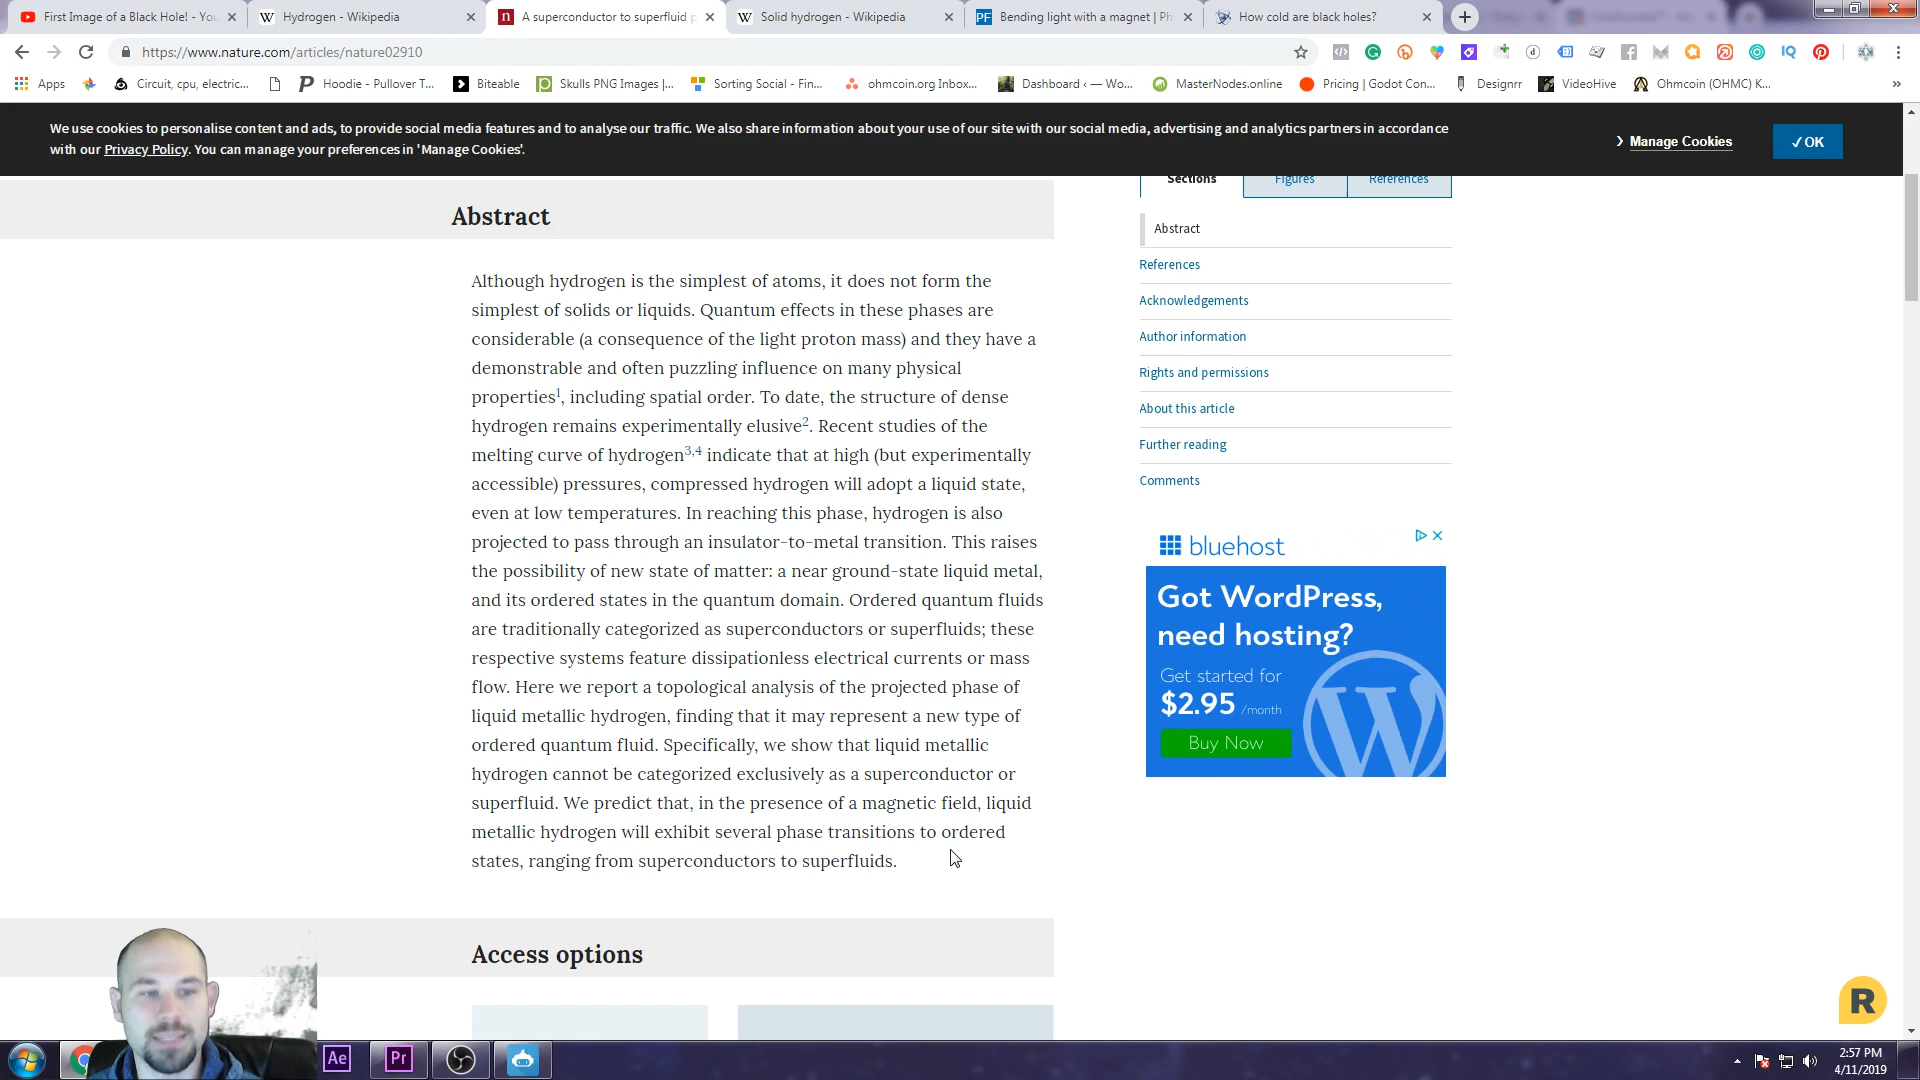 First Image of a Black Hole! - You
Hydrogen - Wikipedia
A superconductor to superfluid p
Solid hydrogen - Wikipedia
Bending light with a magnet | Ph
How cold are black holes?
https://www.nature.com/articles/nature02910
Apps
Circuit, cpu, electric...
Hoodie - Pullover T...
Biteable
Skulls PNG Images |...
Sorting Social - Fin...
ohmcoin.org Inbox...
Dashboard ‹ — Wo...
MasterNodes.online
Pricing | Godot Con...
Designrr
VideoHive
Ohmcoin (OHMC) K...
»
We use cookies to personalise content and ads, to provide social media features and to analyse our traffic. We also share information about your use of our site with our social media, advertising and analytics partners in accordance
with our Privacy Policy. You can manage your preferences in 'Manage Cookies'.
Manage Cookies
✓ OK
Sections
Figures
References
Abstract
Although hydrogen is the simplest of atoms, it does not form the
simplest of solids or liquids. Quantum effects in these phases are
considerable (a consequence of the light proton mass) and they have a
demonstrable and often puzzling influence on many physical
properties1, including spatial order. To date, the structure of dense
hydrogen remains experimentally elusive2. Recent studies of the
melting curve of hydrogen3,4 indicate that at high (but experimentally
accessible) pressures, compressed hydrogen will adopt a liquid state,
even at low temperatures. In reaching this phase, hydrogen is also
projected to pass through an insulator-to-metal transition. This raises
the possibility of new state of matter: a near ground-state liquid metal,
and its ordered states in the quantum domain. Ordered quantum fluids
are traditionally categorized as superconductors or superfluids; these
respective systems feature dissipationless electrical currents or mass
flow. Here we report a topological analysis of the projected phase of
liquid metallic hydrogen, finding that it may represent a new type of
ordered quantum fluid. Specifically, we show that liquid metallic
hydrogen cannot be categorized exclusively as a superconductor or
superfluid. We predict that, in the presence of a magnetic field, liquid
metallic hydrogen will exhibit several phase transitions to ordered
states, ranging from superconductors to superfluids.
Access options
Abstract
References
Acknowledgements
Author information
Rights and permissions
About this article
Further reading
Comments
bluehost
Got WordPress,
need hosting?
Get started for
$2.95 /month
Buy Now
R
Ae
Pr
2:57 PM
4/11/2019